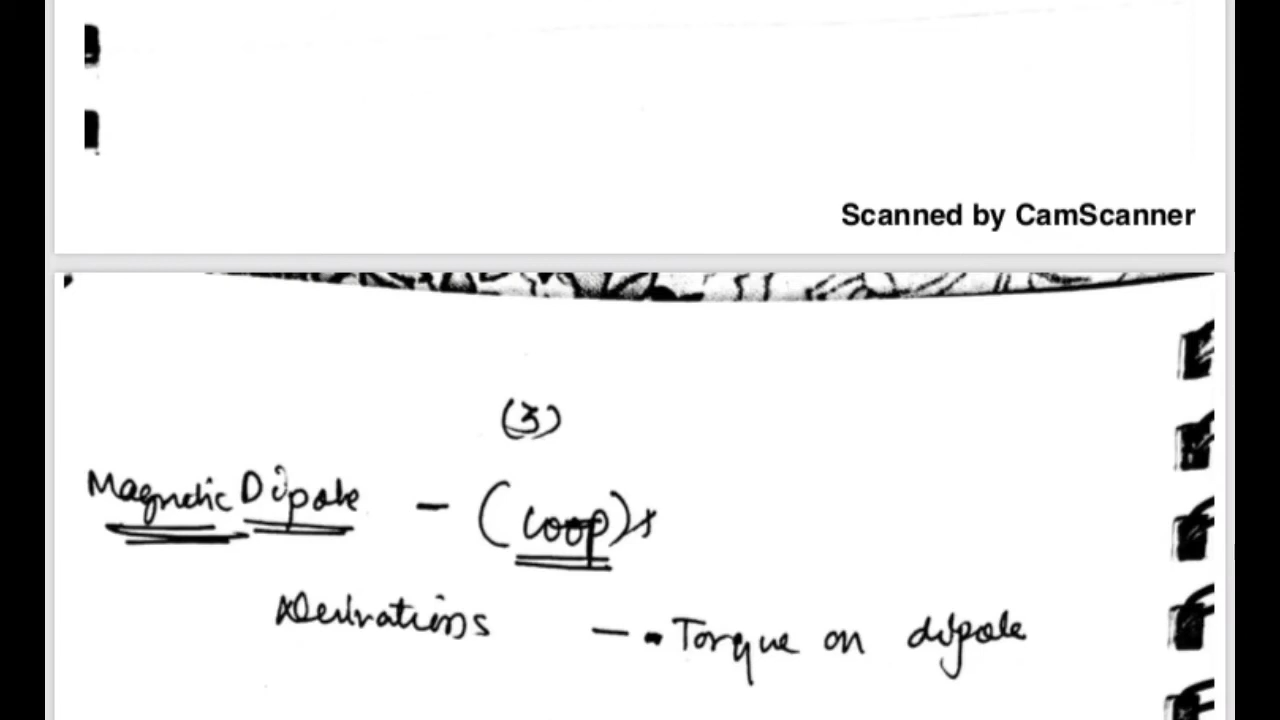 Scanned by CamScanner
(3)
Magnetic Dipole - (Loop)
Derivations - • Torque on dipole